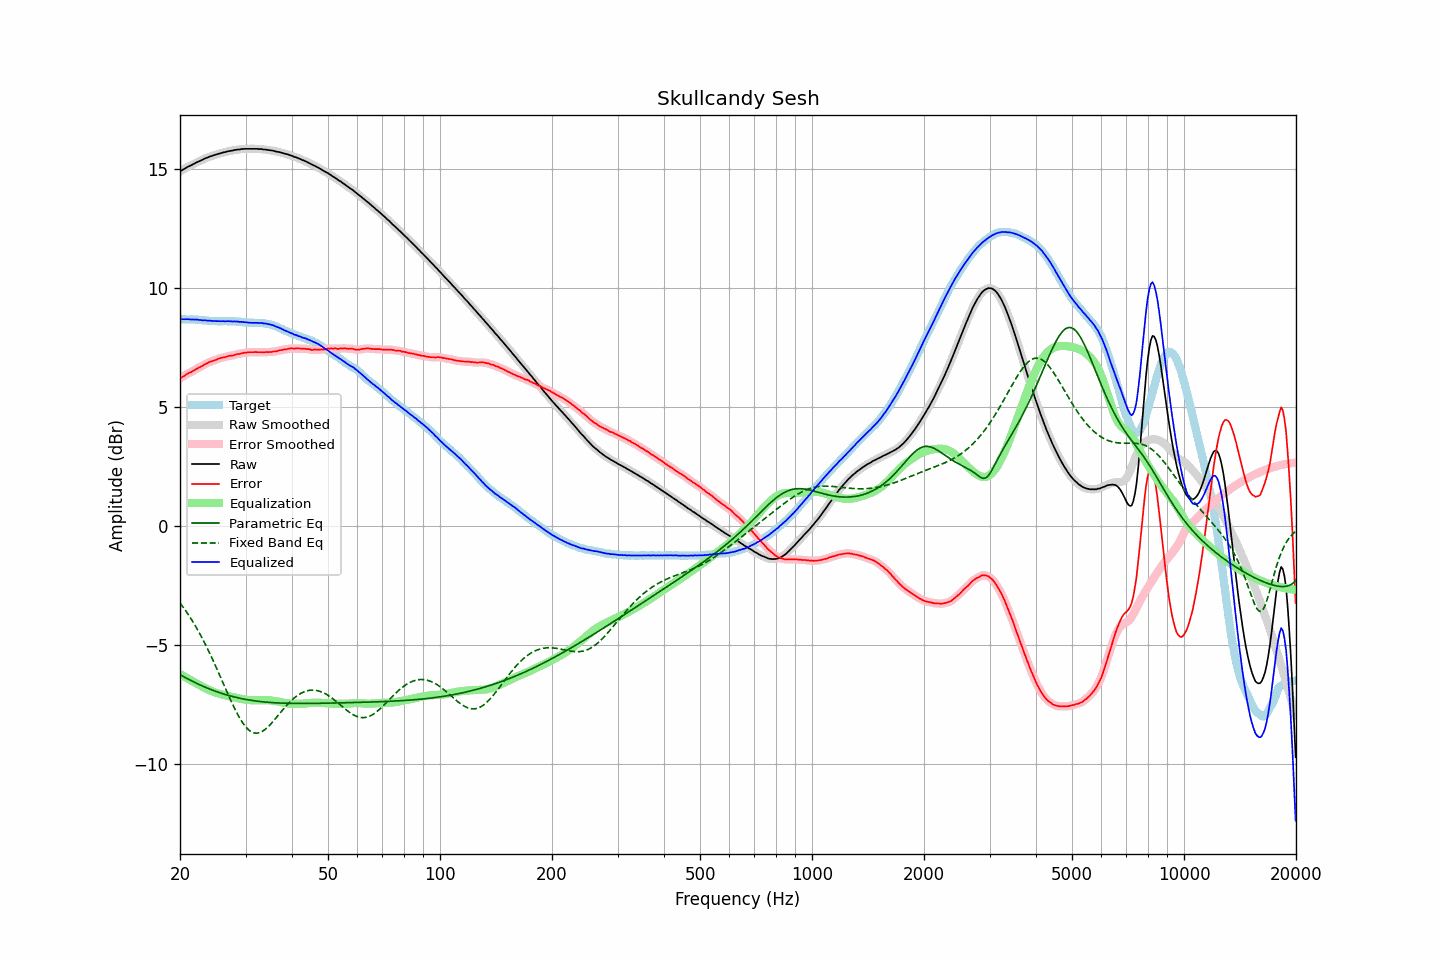 Skullcandy Sesh
Amplitude (dBr)
15
10
5
0
−5
−10
Target
Raw Smoothed
Error Smoothed
Raw
Error
Equalization
Parametric Eq
Fixed Band Eq
Equalized
20 50 100 200 500 1000 2000 5000 10000 20000
Frequency (Hz)